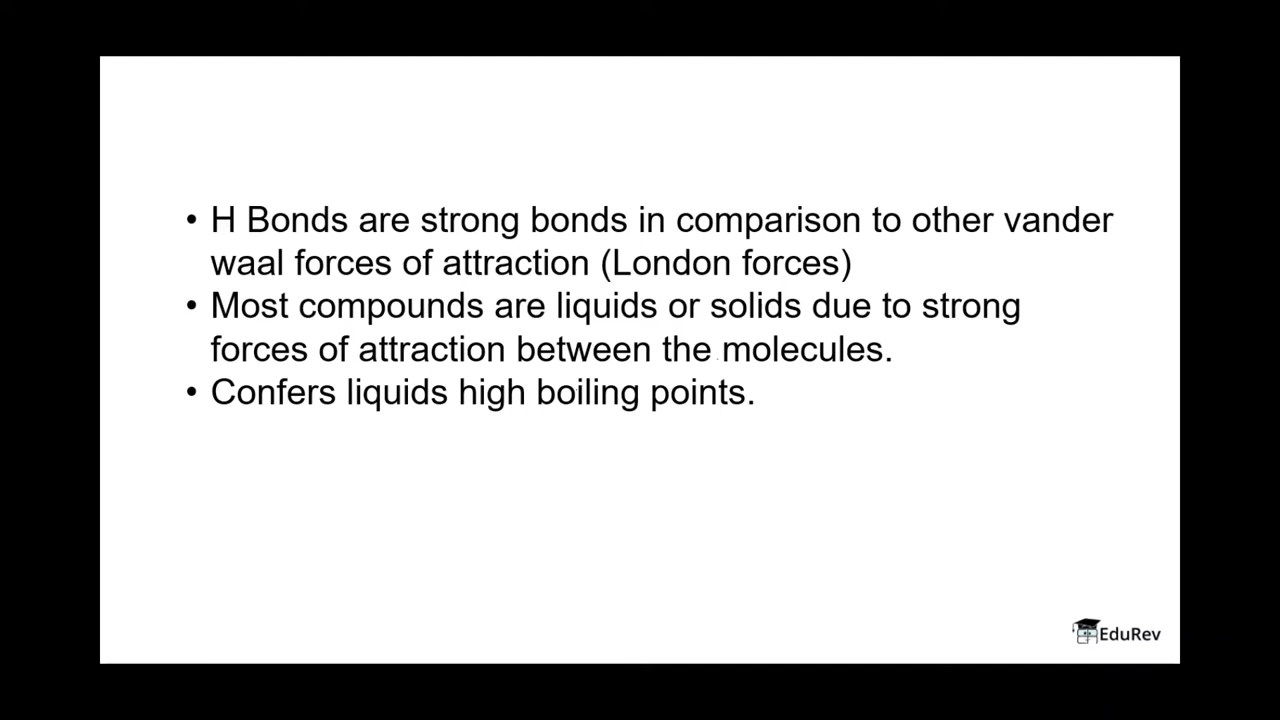 • H Bonds are strong bonds in comparison to other vander
waal forces of attraction (London forces)
• Most compounds are liquids or solids due to strong
forces of attraction between the molecules.
• Confers liquids high boiling points.
EduRev